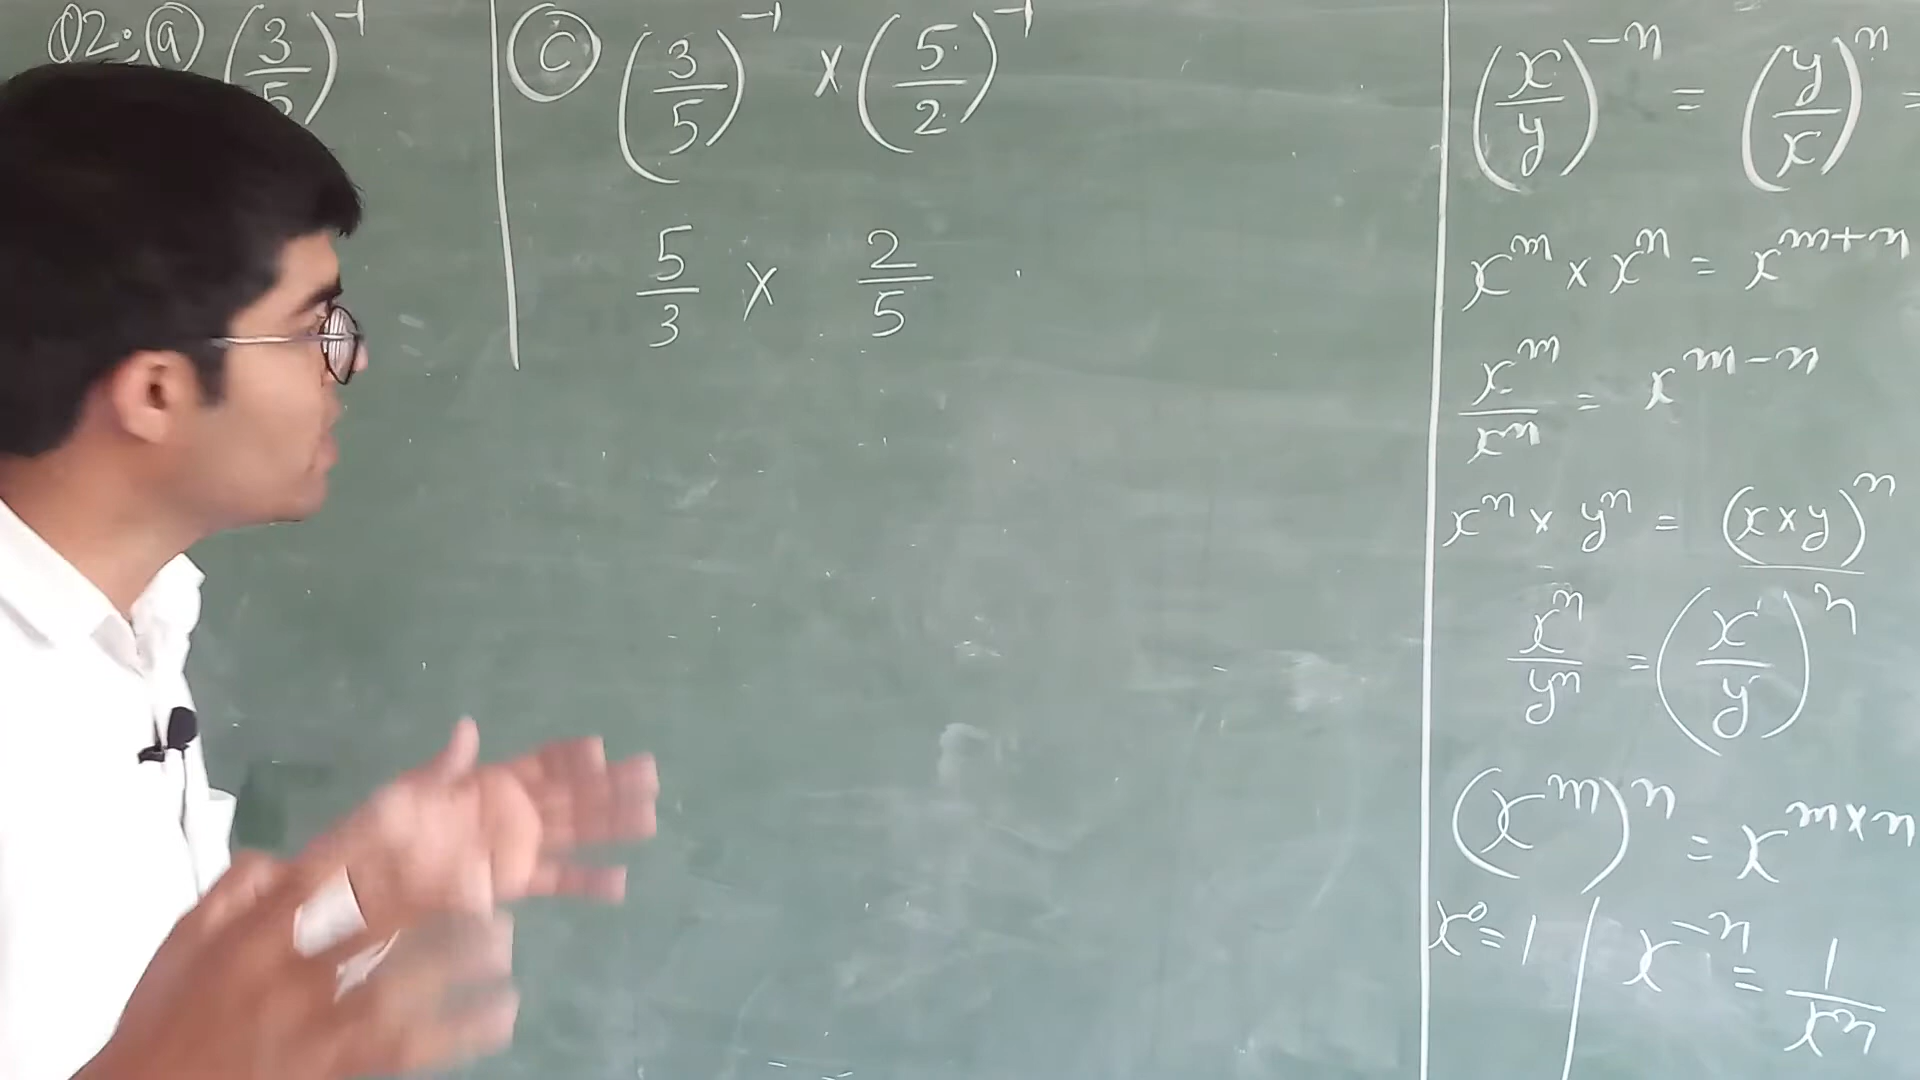 Q2: (a) (3/5)^-1
(c) (3/5)^-1 × (5/2)^-1
5/3 × 2/5
(x/y)^-n = (y/x)^n =
x^m × x^n = x^m+n
x^m/x^n = x^m-n
x^n × y^n = (x×y)^n
x^n/y^n = (x/y)^n
(x^m)^n = x^m×n
x^0 = 1 | x^-n = 1/x^n